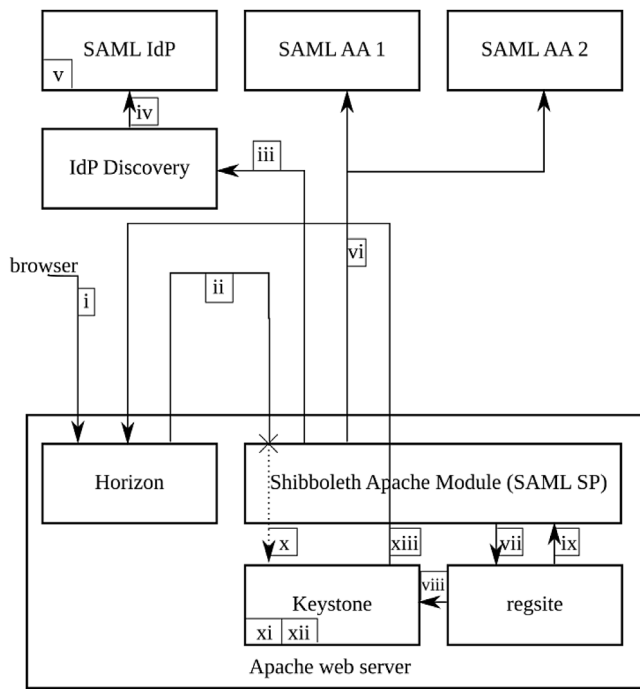 SAML IdP
SAML AA 1
SAML AA 2
v
iv
IdP Discovery
iii
vi
browser
i
ii
Horizon
Shibboleth Apache Module (SAML SP)
x
xiii
vii
ix
viii
Keystone
regsite
xi
xii
Apache web server